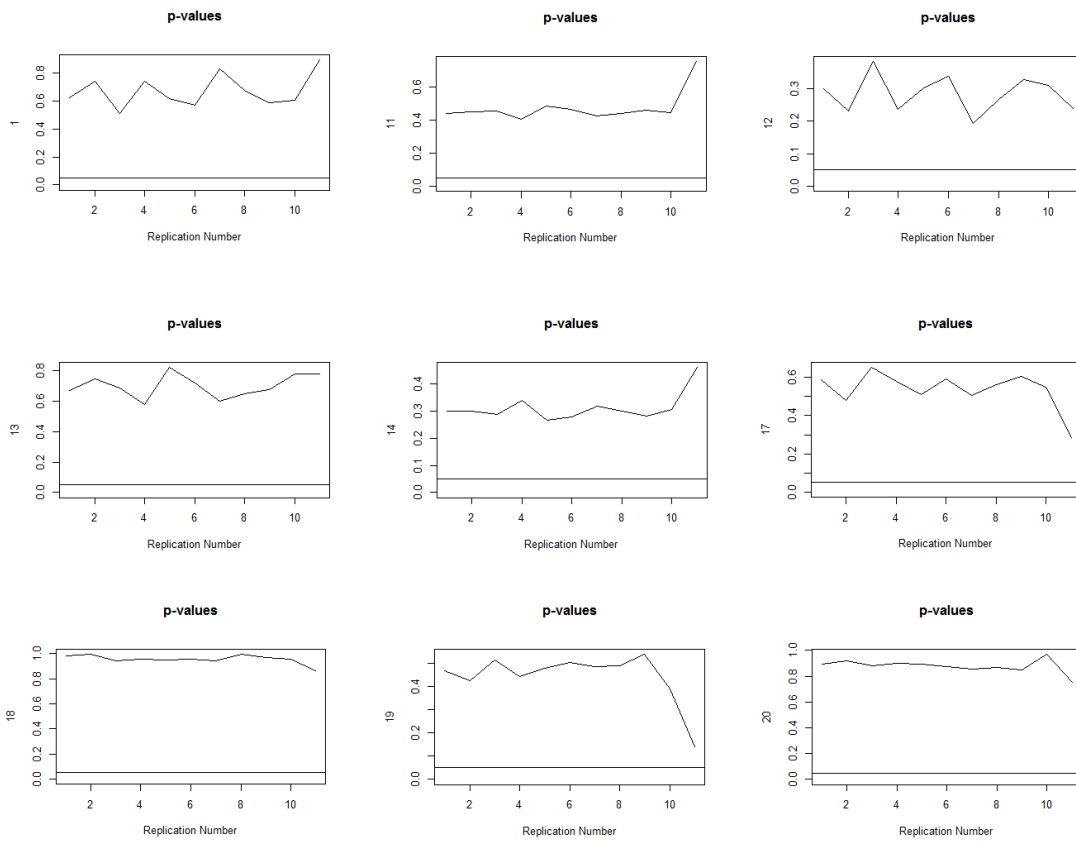 p-values
1
0.0 0.2 0.4 0.6 0.8
2 4 6 8 10
Replication Number
p-values
11
0.0 0.2 0.4 0.6
2 4 6 8 10
Replication Number
p-values
12
0.0 0.1 0.2 0.3
2 4 6 8 10
Replication Number
p-values
13
0.0 0.2 0.4 0.6 0.8
2 4 6 8 10
Replication Number
p-values
14
0.0 0.1 0.2 0.3 0.4
2 4 6 8 10
Replication Number
p-values
17
0.0 0.2 0.4 0.6
2 4 6 8 10
Replication Number
p-values
18
0.0 0.2 0.4 0.6 0.8 1.0
2 4 6 8 10
Replication Number
p-values
19
0.0 0.2 0.4
2 4 6 8 10
Replication Number
p-values
20
0.0 0.2 0.4 0.6 0.8 1.0
2 4 6 8 10
Replication Number